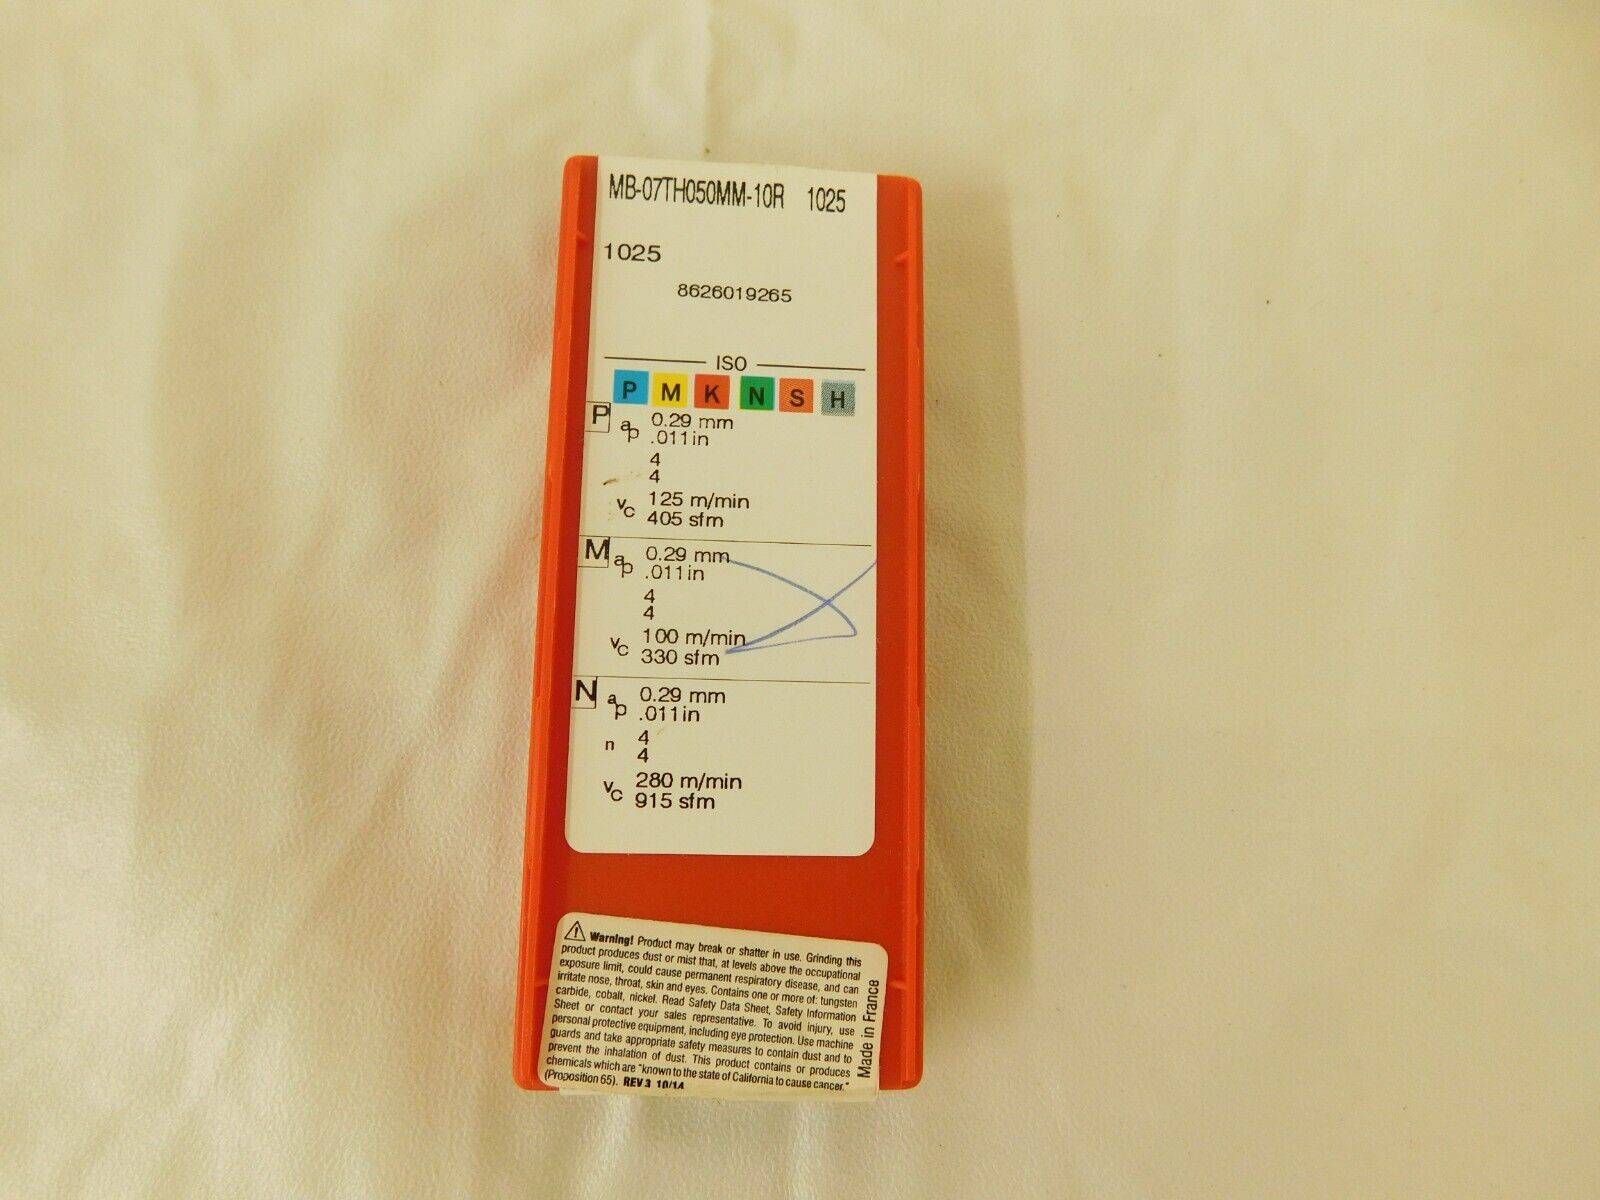 MB-07TH050MM-10R 1025
1025
8626019265
ISO
P M K N S H
P ap 0.29 mm
.011in
4
4
vc 125 m/min
405 sfm
M ap 0.29 mm
.011in
4
4
vc 100 m/min
330 sfm
N ap 0.29 mm
.011in
n 4
4
vc 280 m/min
915 sfm
Warning! Product may break or shatter in use. Grinding this
product produces dust or mist that, at levels above the occupational
exposure limit, could cause permanent respiratory disease, and can
irritate nose, throat, skin and eyes. Contains one or more of: tungsten
carbide, cobalt, nickel. Read Safety Data Sheet, Safety Information
Sheet or contact your sales representative. To avoid injury, use
personal protective equipment, including eye protection. Use machine
guards and take appropriate safety measures to contain dust and to
prevent the inhalation of dust. This product contains or produces
chemicals which are "known to the state of California to cause cancer."
(Proposition 65). REV 3 10/14
Made in France